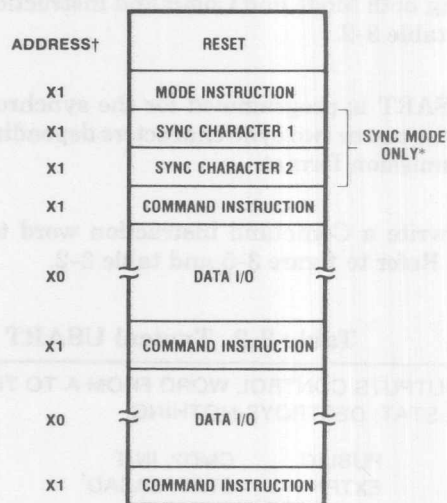 ADDRESS†
RESET
X1 MODE INSTRUCTION
X1 SYNC CHARACTER 1
X1 SYNC CHARACTER 2
SYNC MODE
ONLY*
X1 COMMAND INSTRUCTION
X0 DATA I/O
X1 COMMAND INSTRUCTION
X0 DATA I/O
X1 COMMAND INSTRUCTION